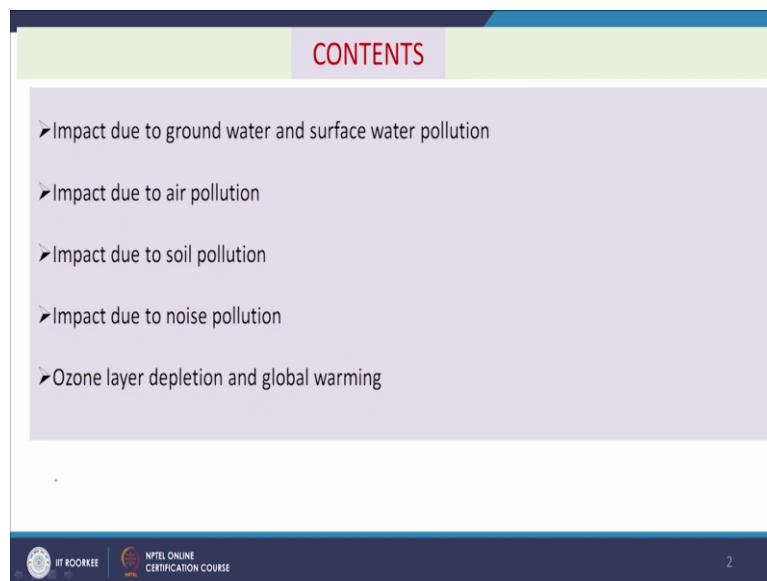 CONTENTS
➢Impact due to ground water and surface water pollution
➢Impact due to air pollution
➢Impact due to soil pollution
➢Impact due to noise pollution
➢Ozone layer depletion and global warming
IIT ROORKEE
NPTEL ONLINE
CERTIFICATION COURSE
NPTEL
2